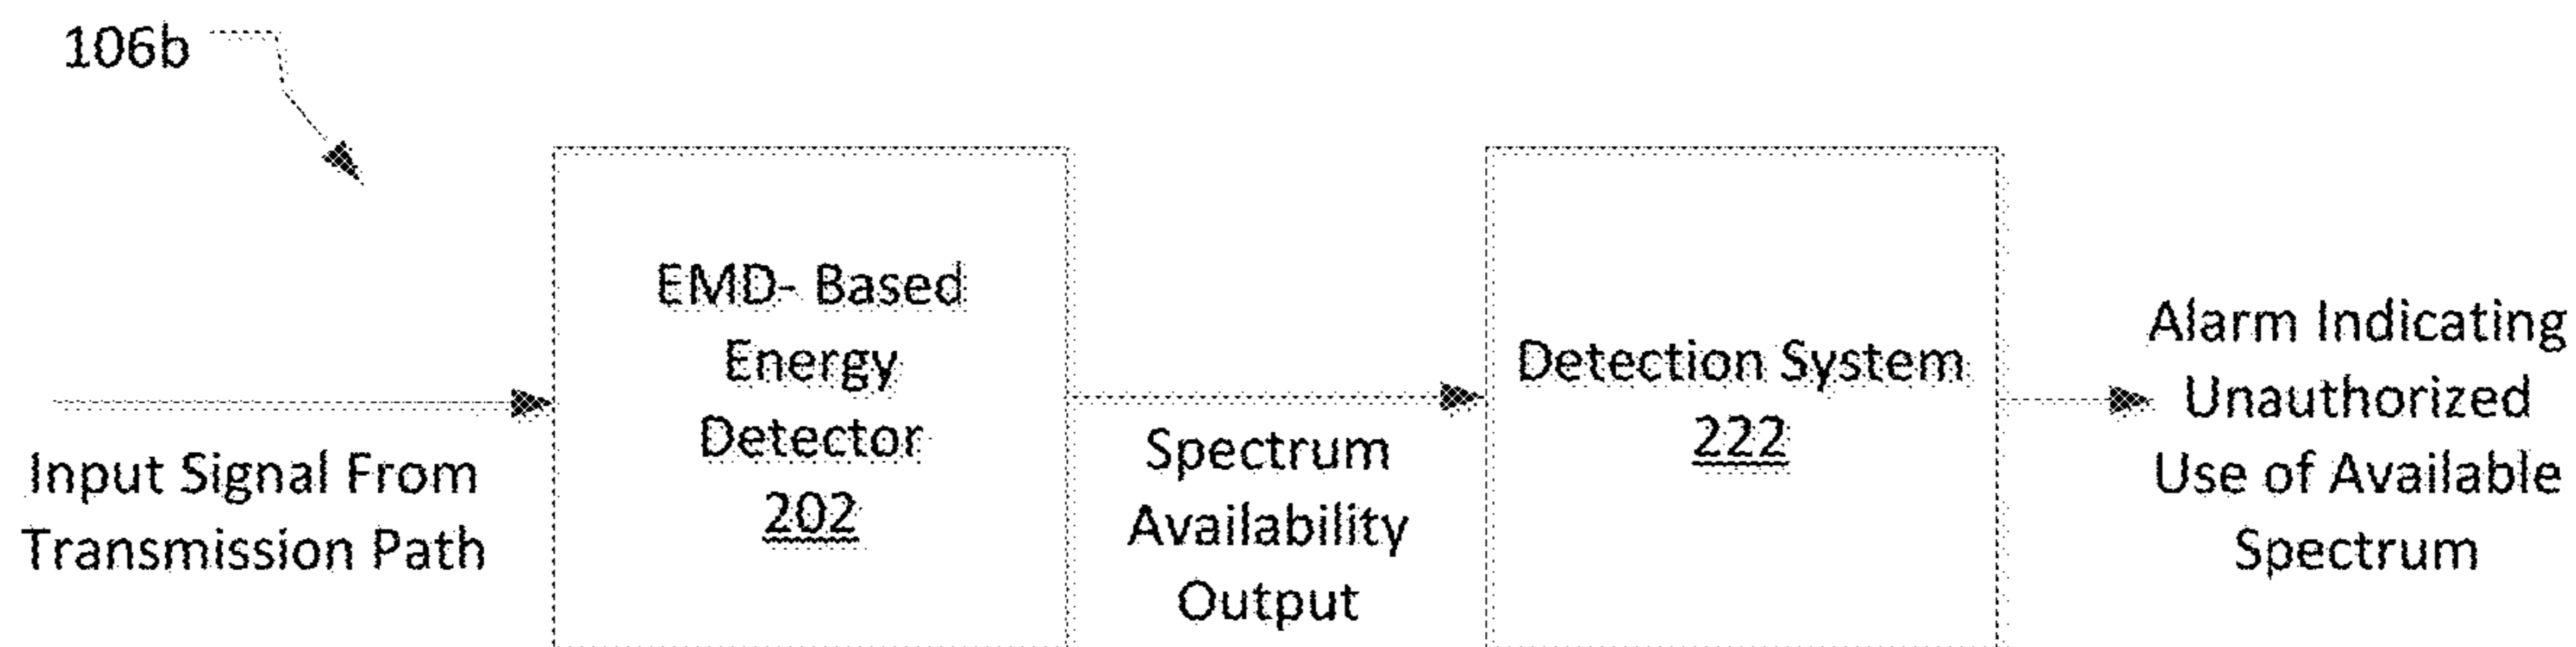 106b
EMD- Based
Energy
Detector
202
Input Signal From
Transmission Path
Spectrum
Availability
Output
Detection System
222
Alarm Indicating
Unauthorized
Use of Available
Spectrum